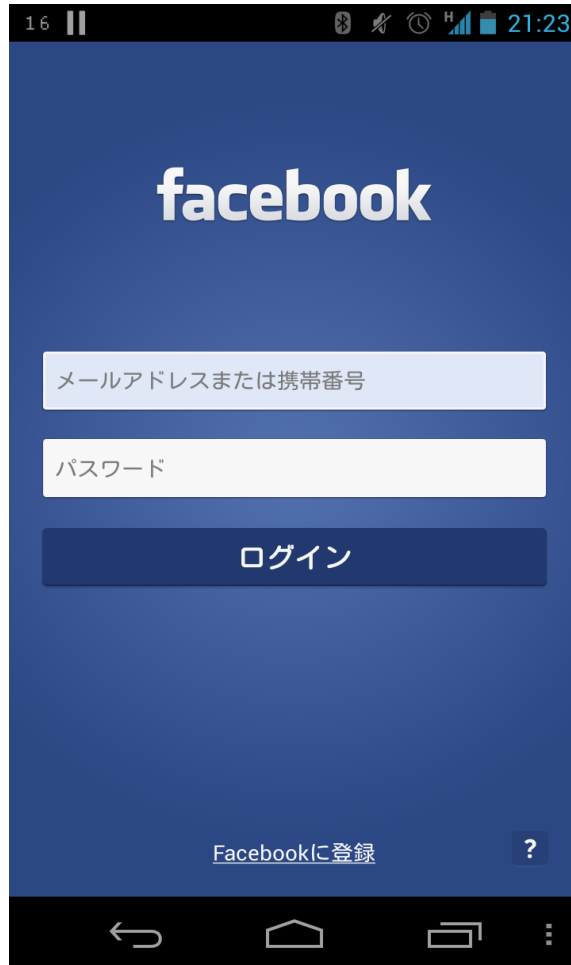 16 H 21:23
facebook
メールアドレスまたは携帯番号
パスワード
ログイン
Facebookに登録
?